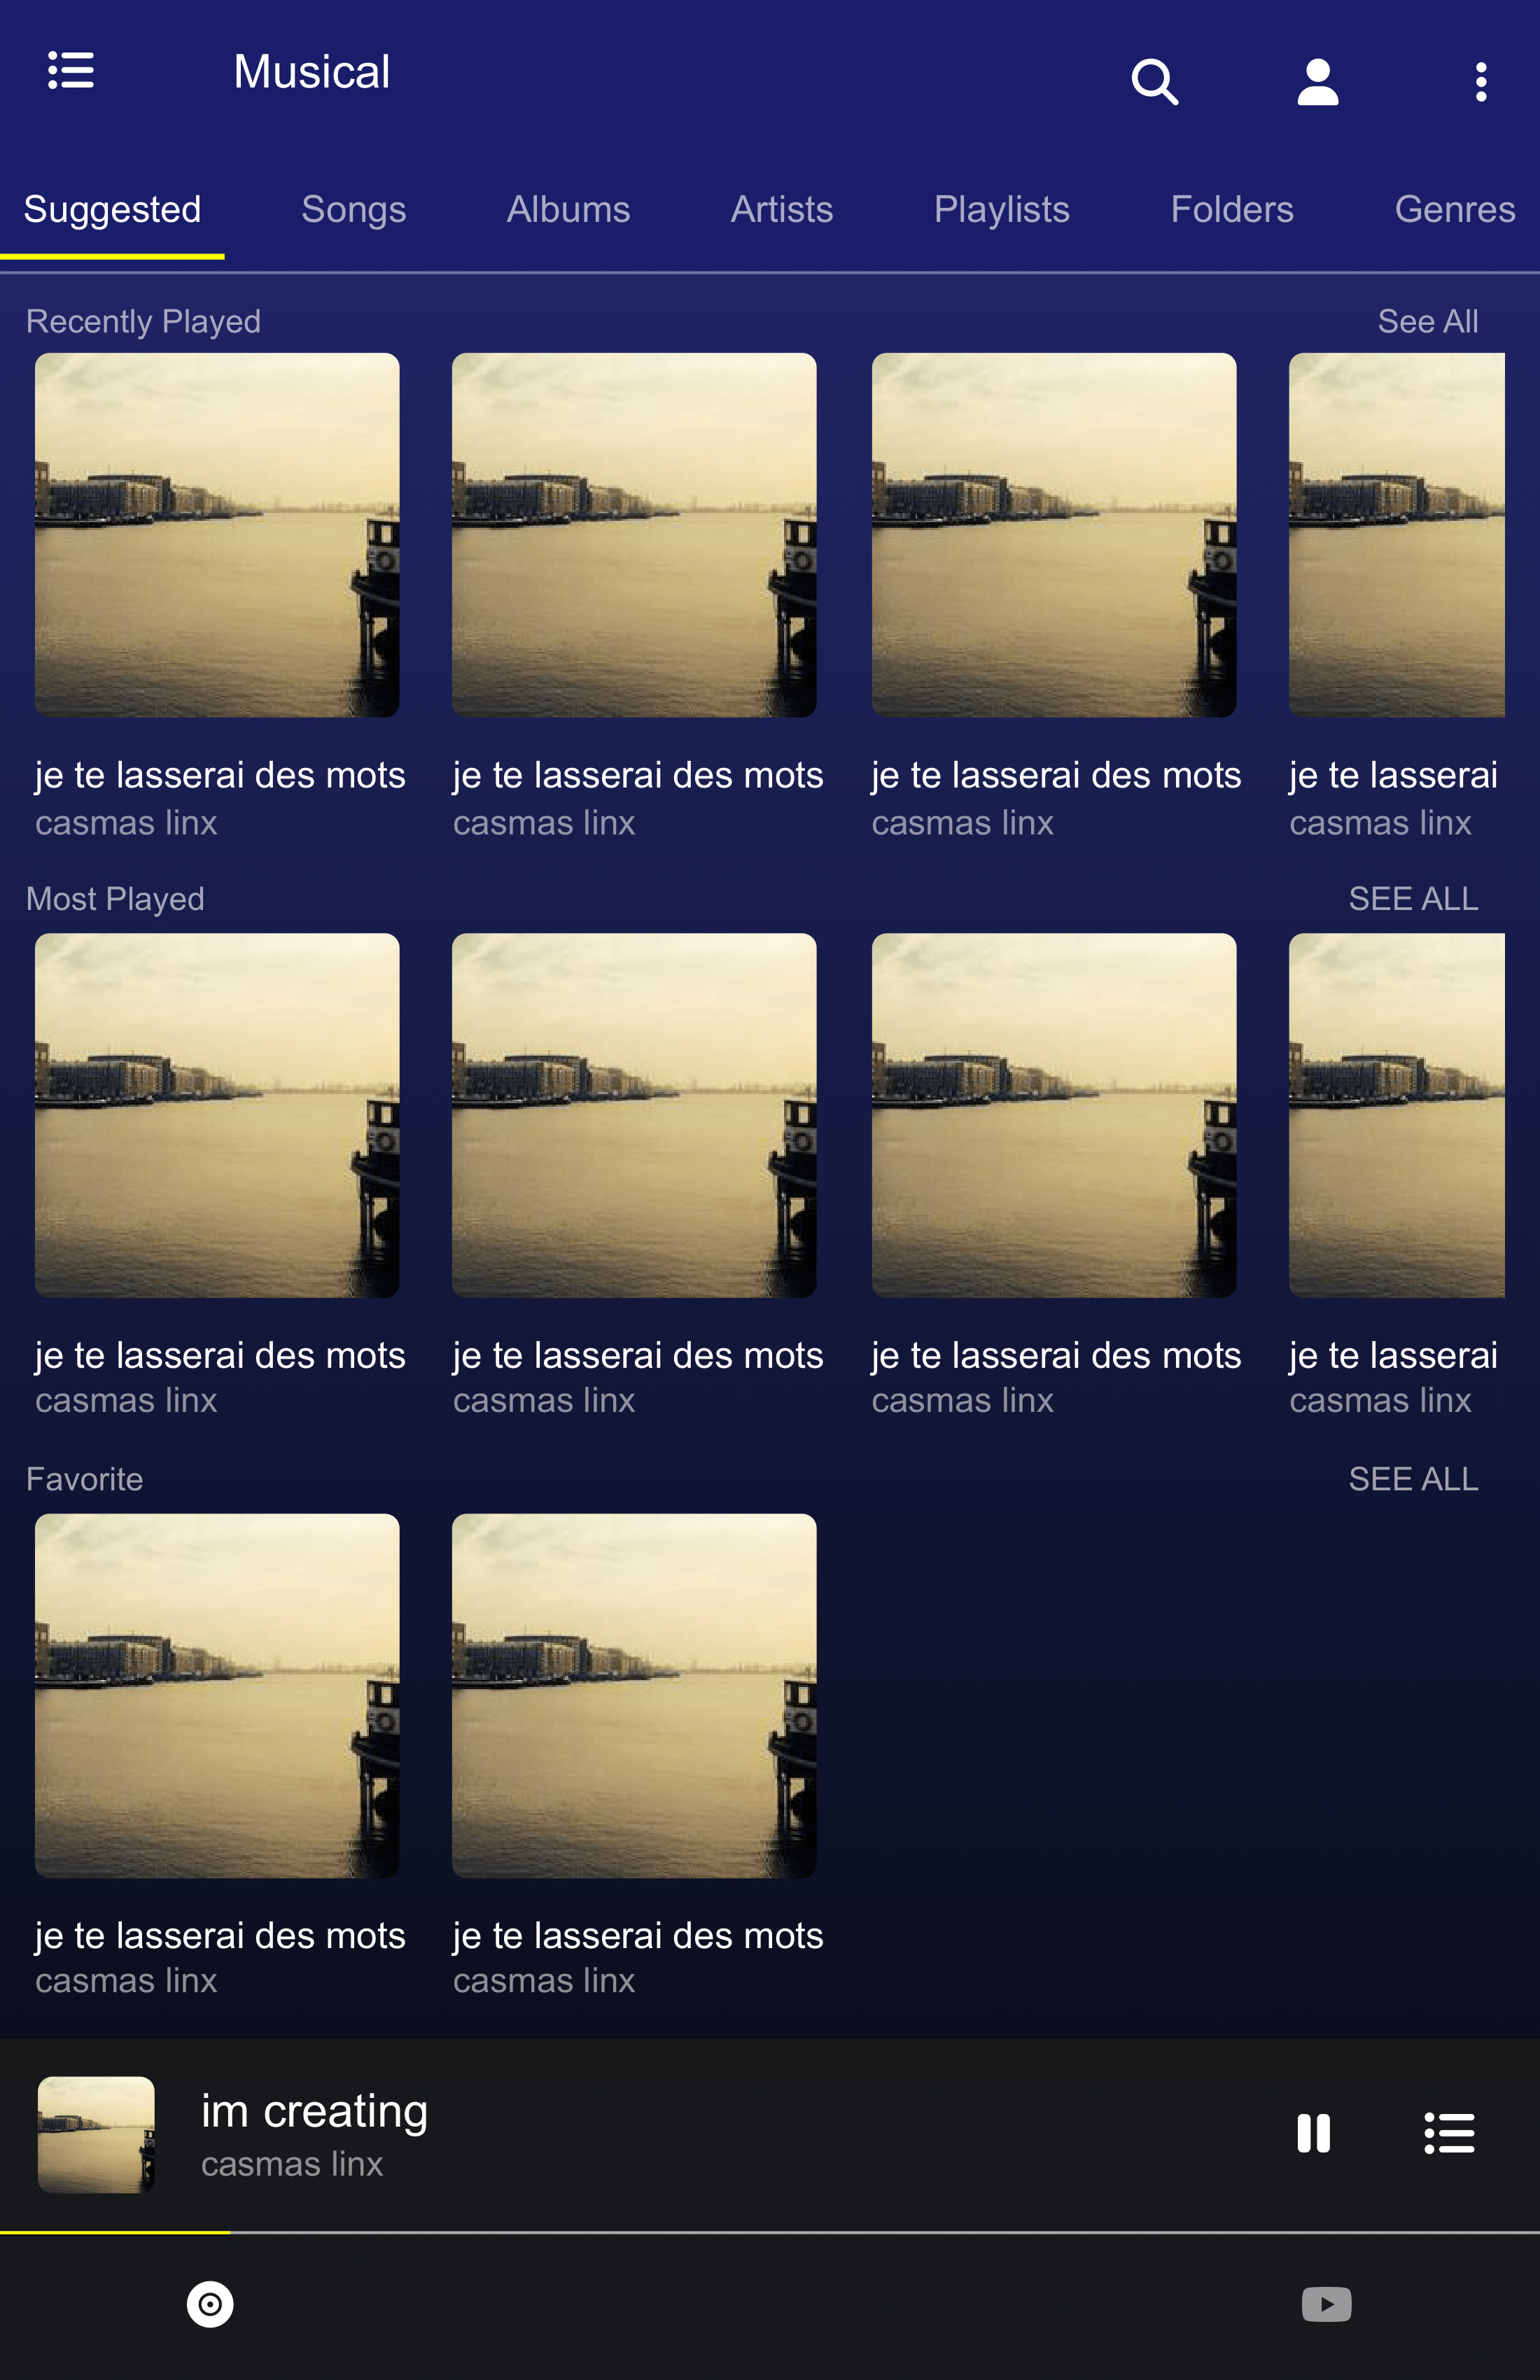 Musical
Suggested Songs Albums Artists Playlists Folders Genres
Recently Played See All
je te lasserai des mots je te lasserai des mots je te lasserai des mots je te lasserai
casmas linx casmas linx casmas linx casmas linx
Most Played SEE ALL
je te lasserai des mots je te lasserai des mots je te lasserai des mots je te lasserai
casmas linx casmas linx casmas linx casmas linx
Favorite SEE ALL
je te lasserai des mots je te lasserai des mots
casmas linx casmas linx
im creating
casmas linx